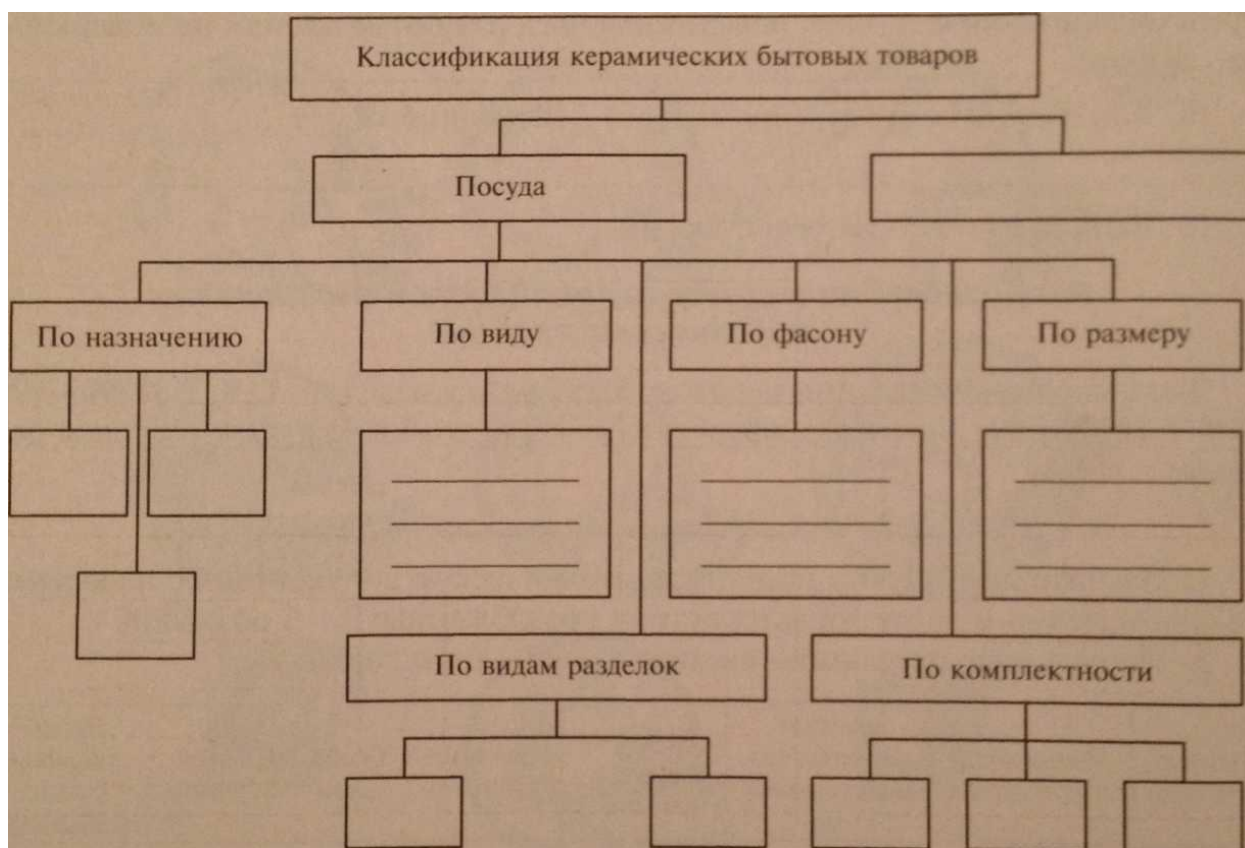 Классификация керамических бытовых товаров
Посуда
По назначению
По виду
По фасону
По размеру
По видам разделок
По комплектности